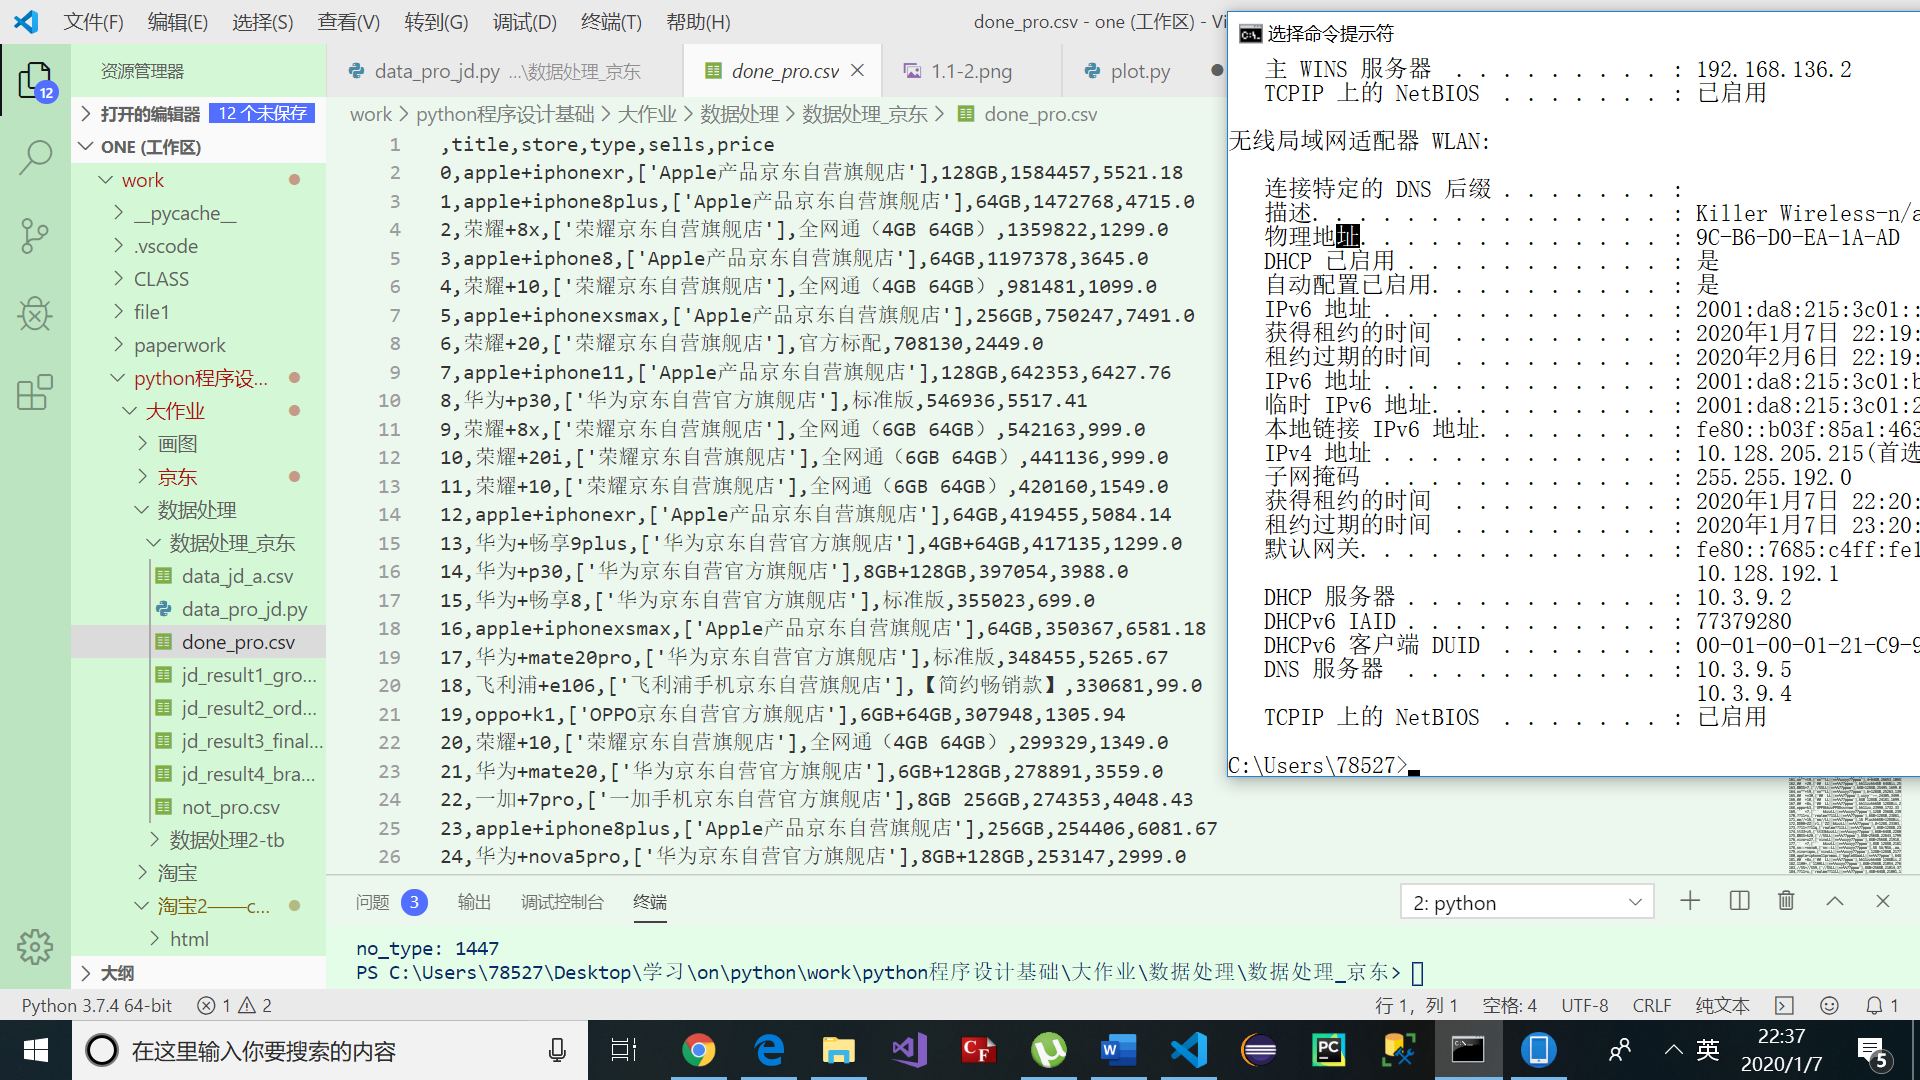 文件(F) 编辑(E) 选择(S) 查看(V) 转到(G) 调试(D) 终端(T) 帮助(H)
done_pro.csv - one (工作区) - Vi
资源管理器
data_pro_jd.py ...\数据处理_京东
done_pro.csv
1.1-2.png
plot.py
12
打开的编辑器 12 个未保存
ONE (工作区)
work
__pycache__
.vscode
CLASS
file1
paperwork
python程序设...
大作业
画图
京东
数据处理
数据处理_京东
data_jd_a.csv
data_pro_jd.py
done_pro.csv
jd_result1_gro...
jd_result2_ord...
jd_result3_final...
jd_result4_bra...
not_pro.csv
数据处理2-tb
淘宝
淘宝2——c...
html
大纲
work > python程序设计基础 > 大作业 > 数据处理 > 数据处理_京东 > done_pro.csv
1 ,title,store,type,sells,price
2 0,apple+iphonexr,['Apple产品京东自营旗舰店'],128GB,1584457,5521.18
3 1,apple+iphone8plus,['Apple产品京东自营旗舰店'],64GB,1472768,4715.0
4 2,荣耀+8x,['荣耀京东自营旗舰店'],全网通（4GB 64GB）,1359822,1299.0
5 3,apple+iphone8,['Apple产品京东自营旗舰店'],64GB,1197378,3645.0
6 4,荣耀+10,['荣耀京东自营旗舰店'],全网通（4GB 64GB）,981481,1099.0
7 5,apple+iphonexsmax,['Apple产品京东自营旗舰店'],256GB,750247,7491.0
8 6,荣耀+20,['荣耀京东自营旗舰店'],官方标配,708130,2449.0
9 7,apple+iphone11,['Apple产品京东自营旗舰店'],128GB,642353,6427.76
10 8,华为+p30,['华为京东自营官方旗舰店'],标准版,546936,5517.41
11 9,荣耀+8x,['荣耀京东自营旗舰店'],全网通（6GB 64GB）,542163,999.0
12 10,荣耀+20i,['荣耀京东自营旗舰店'],全网通（6GB 64GB）,441136,999.0
13 11,荣耀+10,['荣耀京东自营旗舰店'],全网通（6GB 64GB）,420160,1549.0
14 12,apple+iphonexr,['Apple产品京东自营旗舰店'],64GB,419455,5084.14
15 13,华为+畅享9plus,['华为京东自营官方旗舰店'],4GB+64GB,417135,1299.0
16 14,华为+p30,['华为京东自营官方旗舰店'],8GB+128GB,397054,3988.0
17 15,华为+畅享8,['华为京东自营官方旗舰店'],标准版,355023,699.0
18 16,apple+iphonexsmax,['Apple产品京东自营旗舰店'],64GB,350367,6581.18
19 17,华为+mate20pro,['华为京东自营官方旗舰店'],标准版,348455,5265.67
20 18,飞利浦+e106,['飞利浦手机京东自营旗舰店'],【简约畅销款】,330681,99.0
21 19,oppo+k1,['OPPO京东自营官方旗舰店'],6GB+64GB,307948,1305.94
22 20,荣耀+10,['荣耀京东自营旗舰店'],全网通（4GB 64GB）,299329,1349.0
23 21,华为+mate20,['华为京东自营官方旗舰店'],6GB+128GB,278891,3559.0
24 22,一加+7pro,['一加手机京东自营官方旗舰店'],8GB 256GB,274353,4048.43
25 23,apple+iphone8plus,['Apple产品京东自营旗舰店'],256GB,254406,6081.67
26 24,华为+nova5pro,['华为京东自营官方旗舰店'],8GB+128GB,253147,2999.0
选择命令提示符
主 WINS 服务器 . . . . . . . . . : 192.168.136.2
TCPIP 上的 NetBIOS . . . . . . . : 已启用
无线局域网适配器 WLAN:
连接特定的 DNS 后缀 . . . . . . . :
描述. . . . . . . . . . . . . . . : Killer Wireless-n/a
物理地址. . . . . . . . . . . . . : 9C-B6-D0-EA-1A-AD
DHCP 已启用 . . . . . . . . . . . : 是
自动配置已启用. . . . . . . . . . : 是
IPv6 地址 . . . . . . . . . . . . : 2001:da8:215:3c01::
获得租约的时间 . . . . . . . . . : 2020年1月7日 22:19:
租约过期的时间 . . . . . . . . . : 2020年2月6日 22:19:
IPv6 地址 . . . . . . . . . . . . : 2001:da8:215:3c01:b
临时 IPv6 地址. . . . . . . . . . : 2001:da8:215:3c01:2
本地链接 IPv6 地址. . . . . . . . : fe80::b03f:85a1:463
IPv4 地址 . . . . . . . . . . . . : 10.128.205.215(首选
子网掩码 . . . . . . . . . . . . : 255.255.192.0
获得租约的时间 . . . . . . . . . : 2020年1月7日 22:20:
租约过期的时间 . . . . . . . . . : 2020年1月7日 23:20:
默认网关. . . . . . . . . . . . . : fe80::7685:c4ff:fe1
10.128.192.1
DHCP 服务器 . . . . . . . . . . . : 10.3.9.2
DHCPv6 IAID . . . . . . . . . . . : 77379280
DHCPv6 客户端 DUID . . . . . . . : 00-01-00-01-21-C9-9
DNS 服务器 . . . . . . . . . . . : 10.3.9.5
10.3.9.4
TCPIP 上的 NetBIOS . . . . . . . : 已启用
C:\Users\78527>
问题 3 输出 调试控制台 终端
2: python
no_type: 1447
PS C:\Users\78527\Desktop\学习\on\python\work\python程序设计基础\大作业\数据处理\数据处理_京东>
Python 3.7.4 64-bit 1 2
行 1，列 1 空格: 4 UTF-8 CRLF 纯文本 1
在这里输入你要搜索的内容
英
22:37
2020/1/7
5